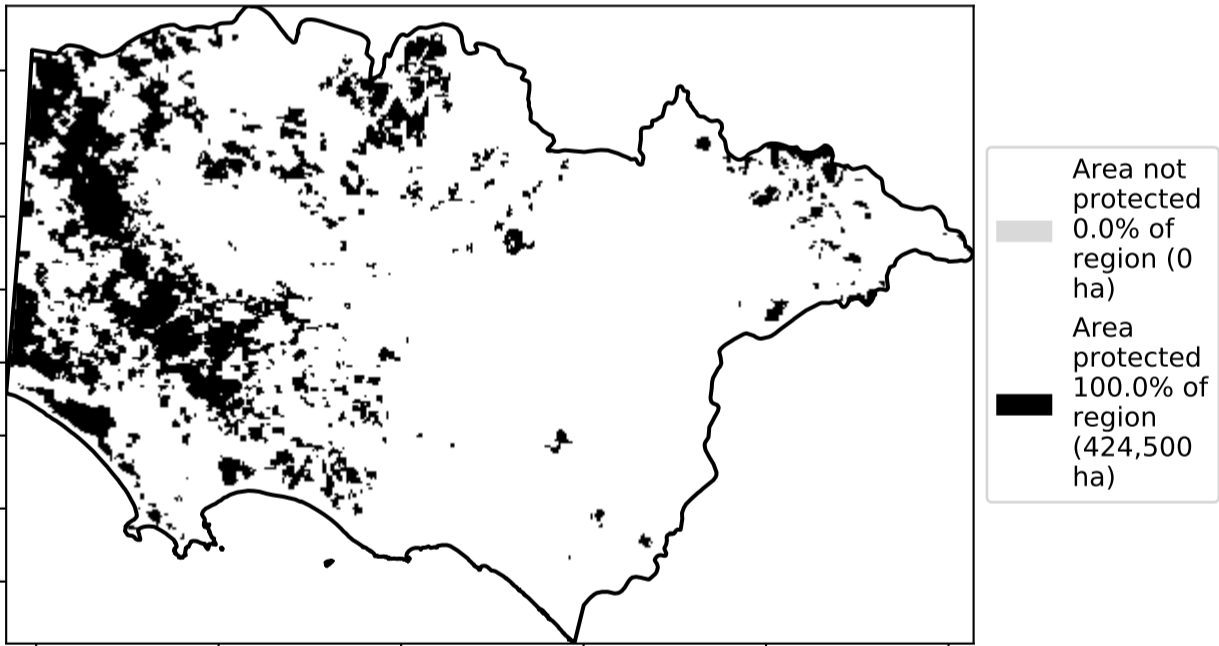 Area not
protected
0.0% of
region (0
ha)
Area
protected
100.0% of
region
(424,500
ha)